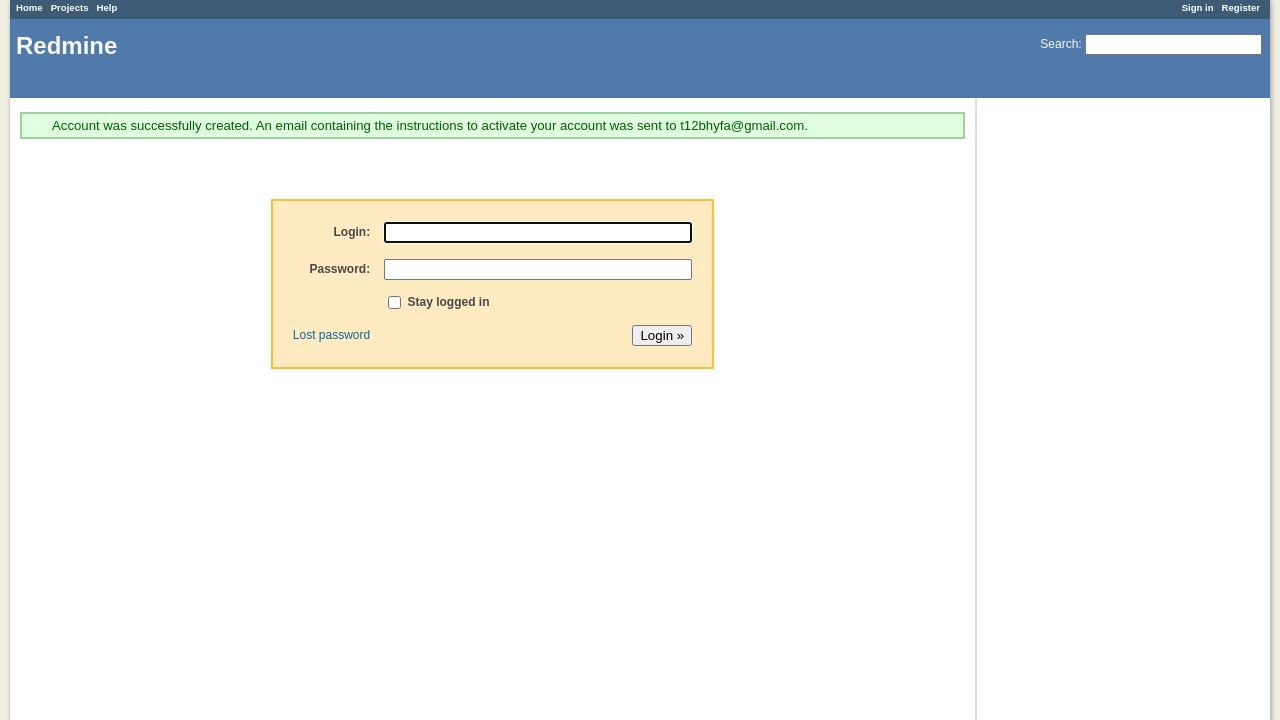 Home Projects Help Sign in Register
Redmine
Search:
Account was successfully created. An email containing the instructions to activate your account was sent to t12bhyfa@gmail.com.
Login:
Password:
Stay logged in
Lost password
Login »